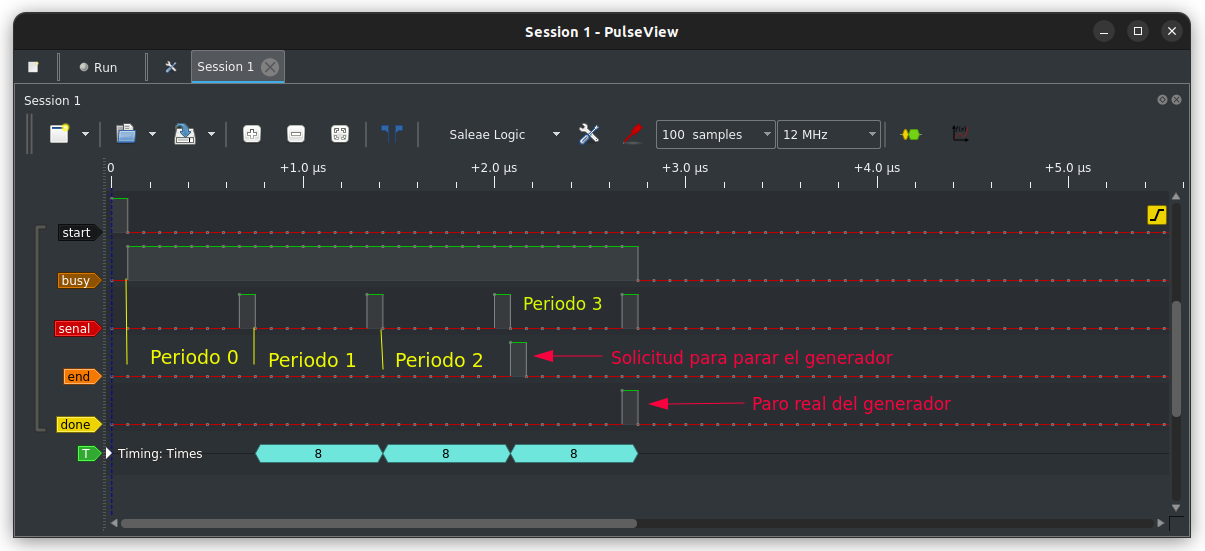 Session 1 - PulseView
Run
Session 1
Session 1
Saleae Logic
100 samples
12 MHz
0 +1.0 µs +2.0 µs +3.0 µs +4.0 µs +5.0 µs
start
busy
senal
Periodo 3
Periodo 0 Periodo 1 Periodo 2 Solicitud para parar el generador
end
Paro real del generador
done
T Timing: Times 8 8 8